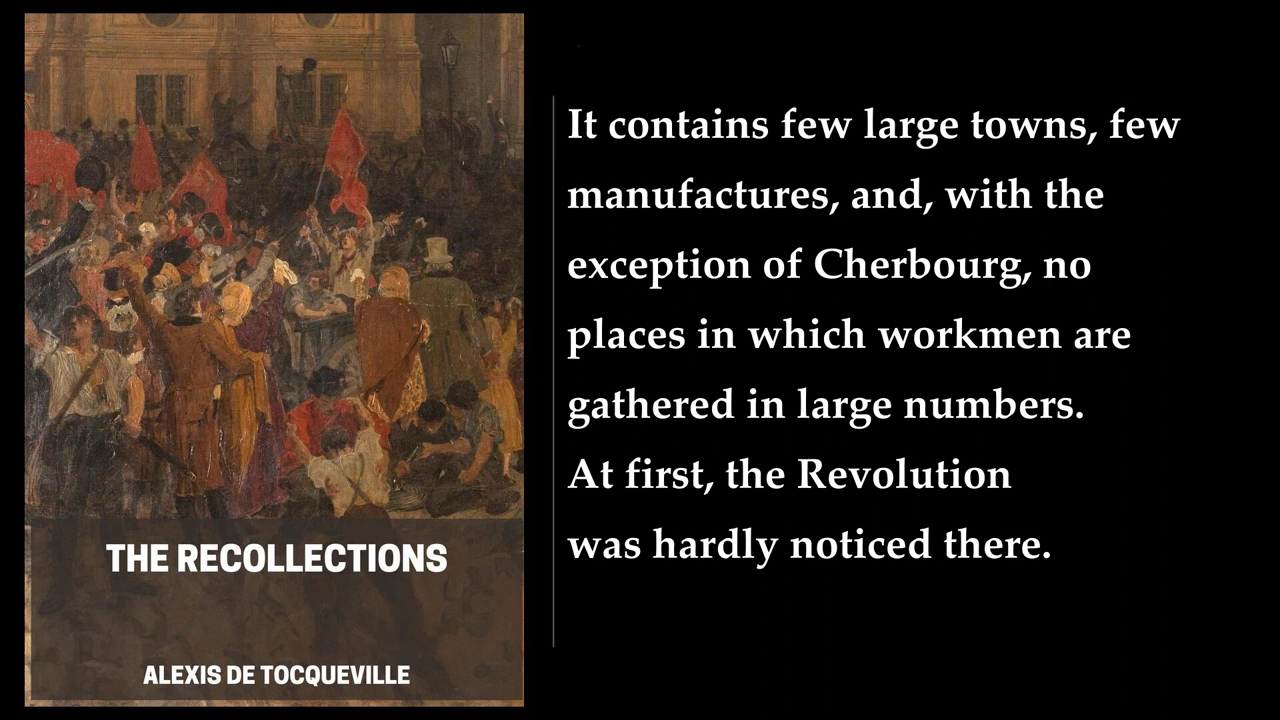 THE RECOLLECTIONS
ALEXIS DE TOCQUEVILLE
It contains few large towns, few
manufactures, and, with the
exception of Cherbourg, no
places in which workmen are
gathered in large numbers.
At first, the Revolution
was hardly noticed there.